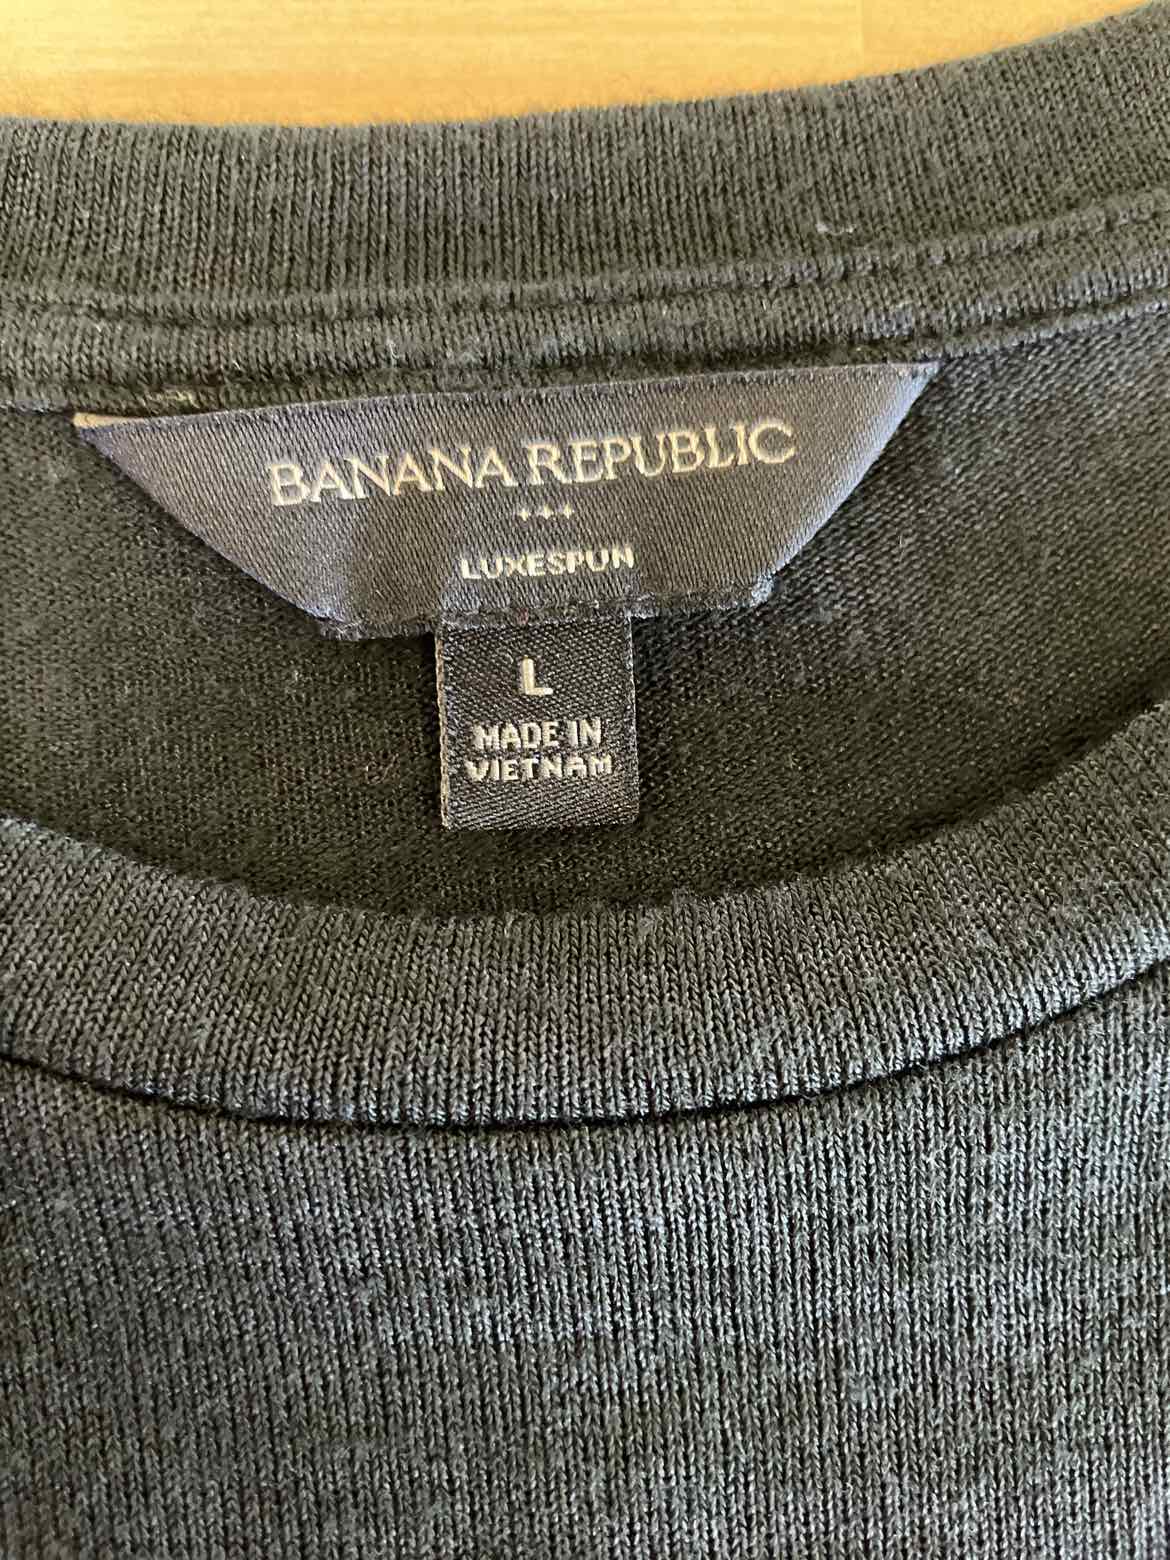 BANANA REPUBLIC
LUXESPUN
L
MADE IN
VIETNAM